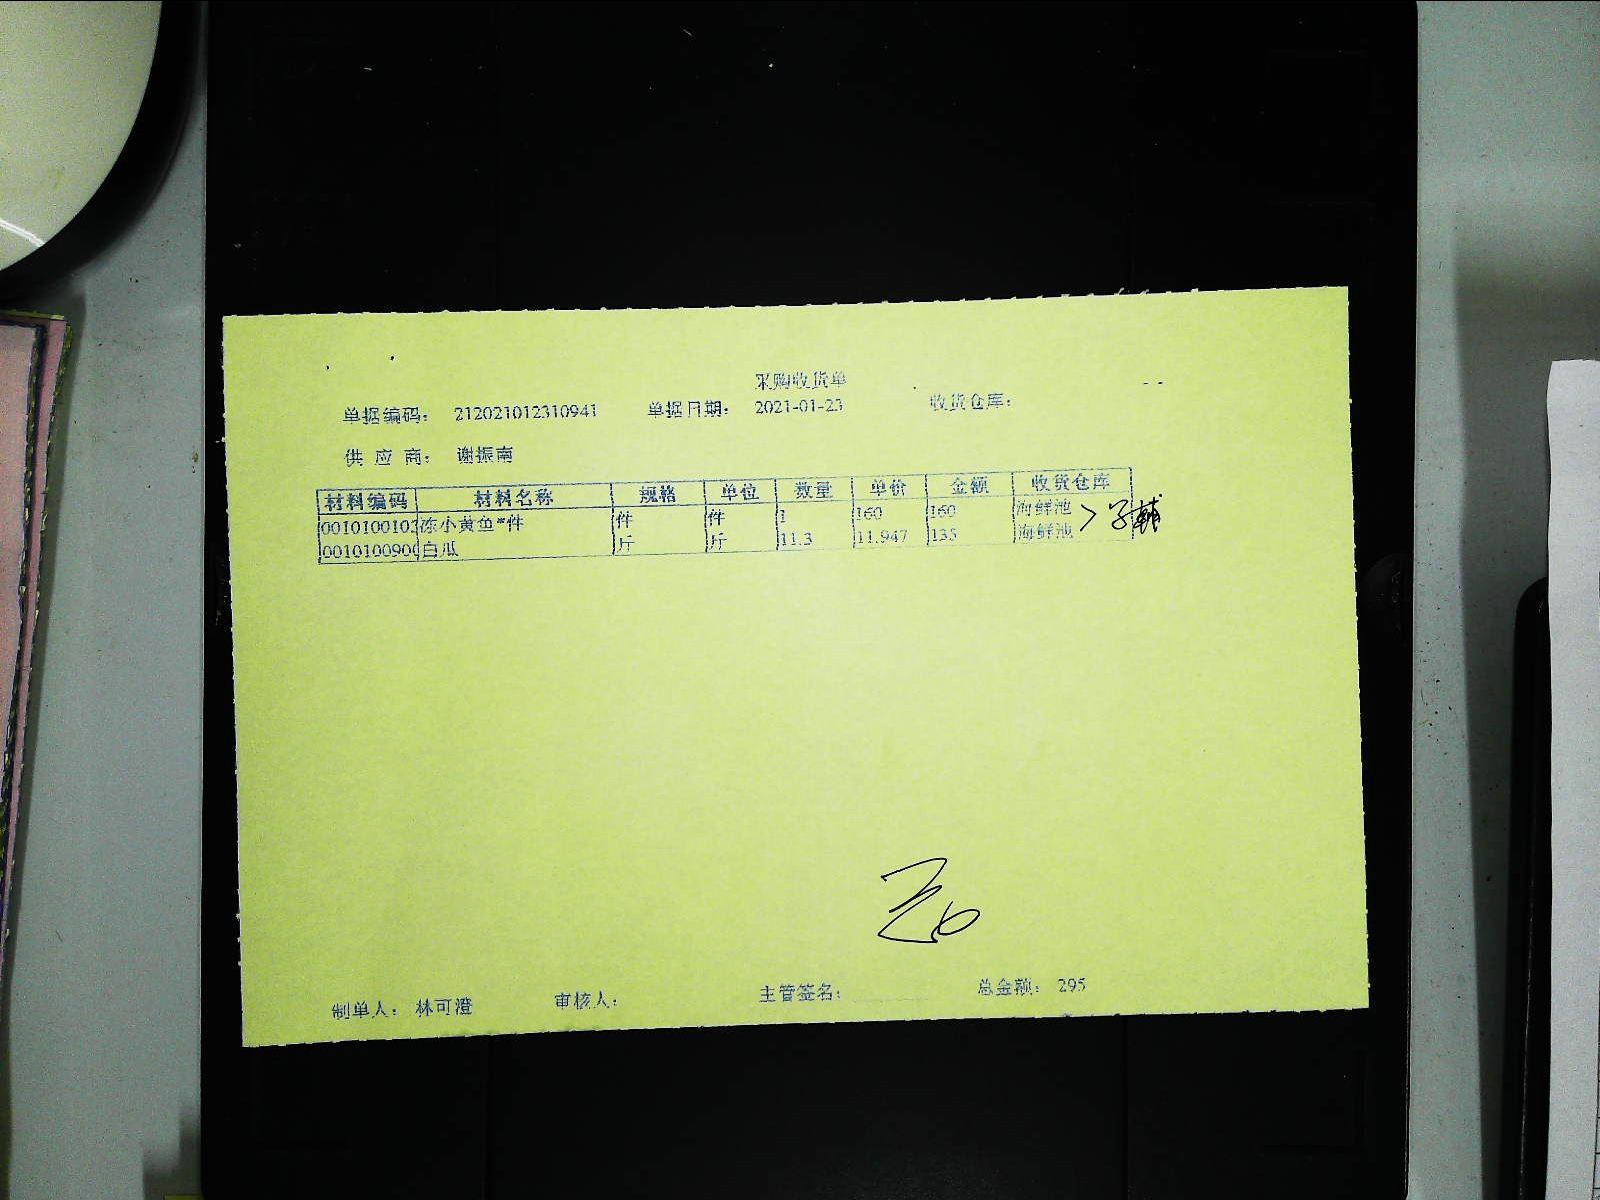 采购收货单
单据编码: 212021012310941 单据日期: 2021-01-23 收货仓库:
供应商: 谢振南
材料编码 材料名称 规格 单位 数量 单价 金额 收货仓库
0010100102 冻小黄鱼*件 件 件 1 160 160 海鲜池
0010100900 白瓜 斤 斤 11.3 11.947 135 海鲜池
制单人: 林可澄 审核人: 主管签名: 总金额: 295